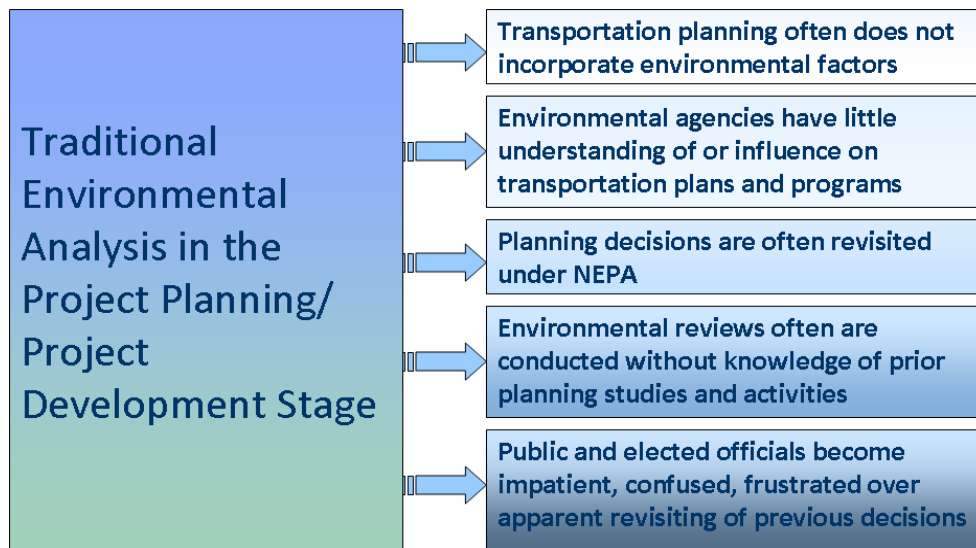 Traditional
Environmental
Analysis in the
Project Planning/
Project
Development Stage
Transportation planning often does not
incorporate environmental factors
Environmental agencies have little
understanding of or influence on
transportation plans and programs
Planning decisions are often revisited
under NEPA
Environmental reviews often are
conducted without knowledge of prior
planning studies and activities
Public and elected officials become
impatient, confused, frustrated over
apparent revisiting of previous decisions